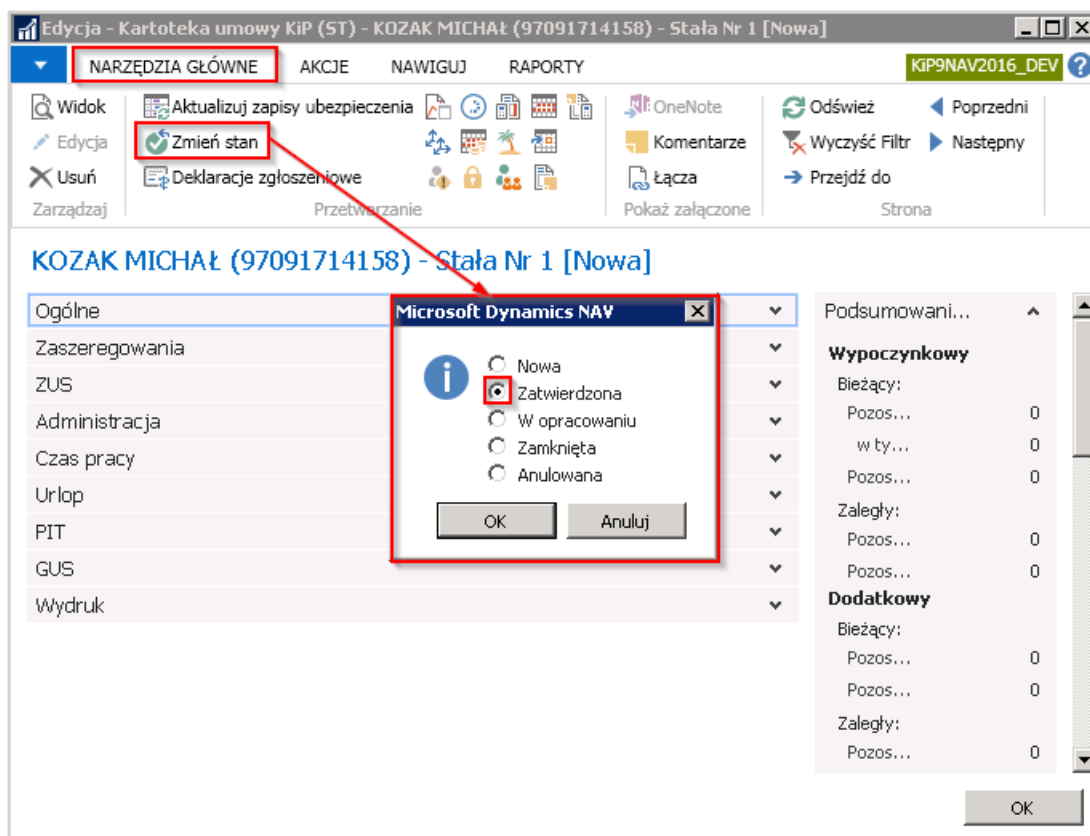 Edycja - Kartoteka umowy KiP (ST) - KOZAK MICHAŁ (97091714158) - Stała Nr 1 [Nowa]
NARZĘDZIA GŁÓWNE AKCJE NAWIGUJ RAPORTY KiP9NAV2016_DEV ?
Widok Aktualizuj zapisy ubezpieczenia OneNote Odśwież Poprzedni
Edycja Zmień stan Komentarze Wyczyść Filtr Następny
Usuń Deklaracje zgłoszeniowe Łącza Przejdź do
Zarządzaj Przetwarzanie Pokaż załączone Strona
KOZAK MICHAŁ (97091714158) - Stała Nr 1 [Nowa]
Ogólne
Zaszeregowania
ZUS
Administracja
Czas pracy
Urlop
PIT
GUS
Wydruk
Microsoft Dynamics NAV
Nowa
Zatwierdzona
W opracowaniu
Zamknięta
Anulowana
OK Anuluj
Podsumowani...
Wypoczynkowy
Bieżący:
Pozos... 0
w ty... 0
Pozos... 0
Zaległy:
Pozos... 0
Pozos... 0
Dodatkowy
Bieżący:
Pozos... 0
Pozos... 0
Zaległy:
Pozos... 0
OK